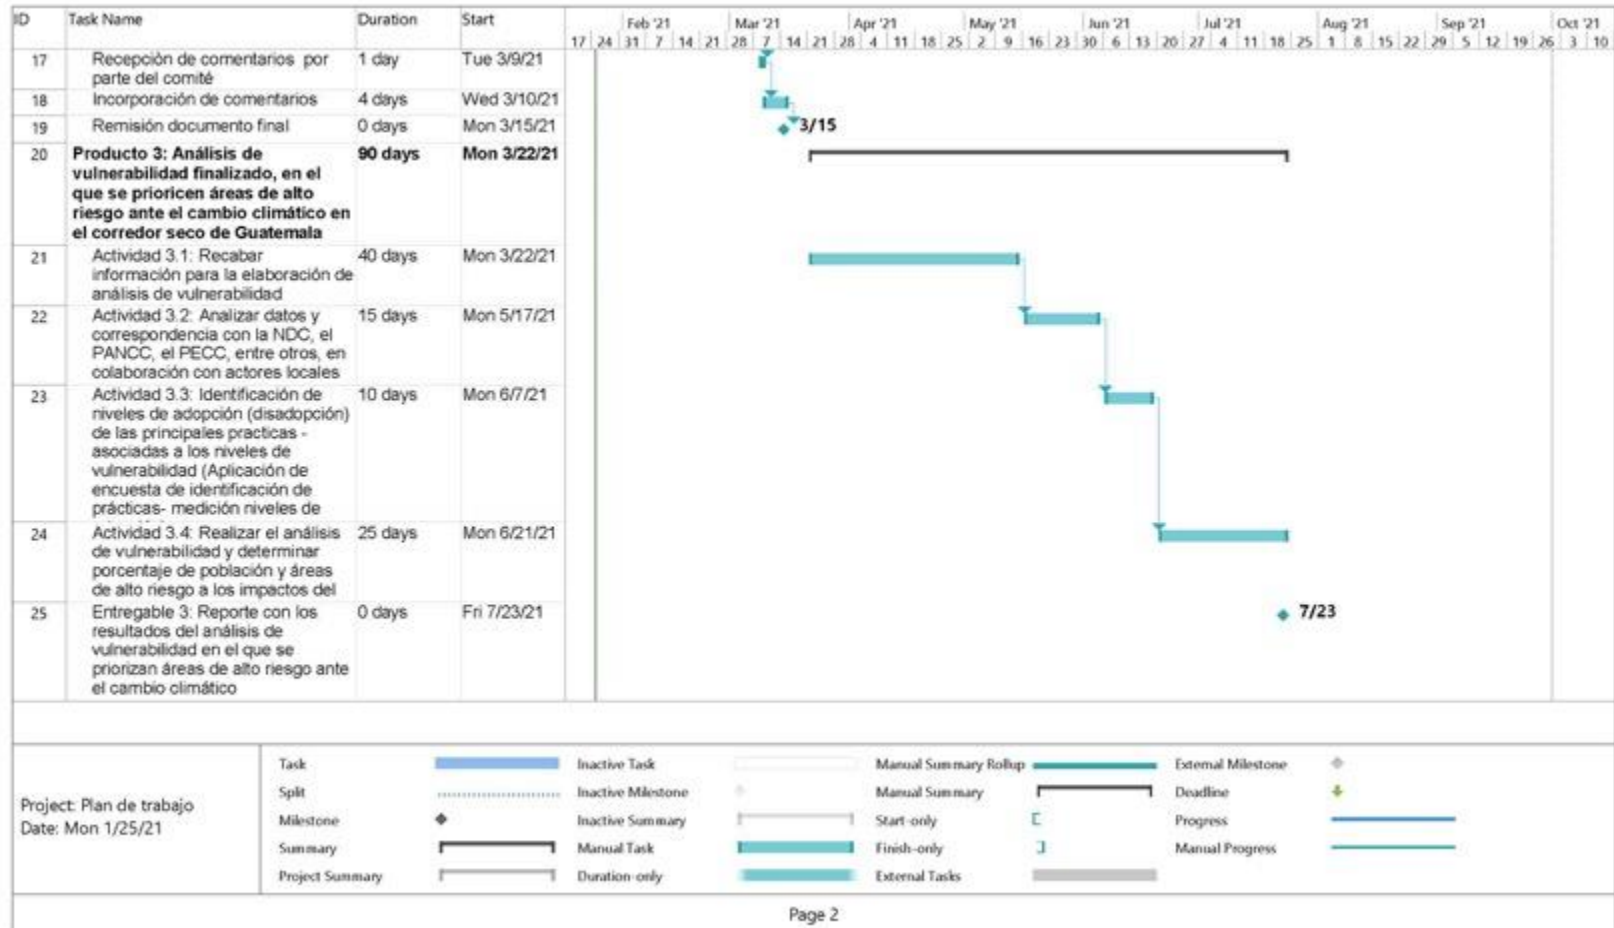 ID Task Name Duration Start Feb '21 Mar '21 Apr '21 May '21 Jun '21 Jul '21 Aug '21 Sep '21 Oct '21
17 24 31 7 14 21 28 7 14 21 28 4 11 18 25 2 9 16 23 30 6 13 20 27 4 11 18 25 1 8 15 22 29 5 12 19 26 3 10
17 Recepción de comentarios por 1 day Tue 3/9/21
parte del comité
18 Incorporación de comentarios 4 days Wed 3/10/21
19 Remisión documento final 0 days Mon 3/15/21 3/15
20 Producto 3: Análisis de 90 days Mon 3/22/21
vulnerabilidad finalizado, en el
que se prioricen áreas de alto
riesgo ante el cambio climático en
el corredor seco de Guatemala
21 Actividad 3.1: Recabar 40 days Mon 3/22/21
información para la elaboración de
análisis de vulnerabilidad
22 Actividad 3.2: Analizar datos y 15 days Mon 5/17/21
correspondencia con la NDC, el
PANCC, el PECC, entre otros, en
colaboración con actores locales
23 Actividad 3.3: Identificación de 10 days Mon 6/7/21
niveles de adopción (disadopción)
de las principales practicas -
asociadas a los niveles de
vulnerabilidad (Aplicación de
encuesta de identificación de
prácticas- medición niveles de
24 Actividad 3.4: Realizar el análisis 25 days Mon 6/21/21
de vulnerabilidad y determinar
porcentaje de población y áreas
de alto riesgo a los impactos del
25 Entregable 3: Reporte con los 0 days Fri 7/23/21 7/23
resultados del análisis de
vulnerabilidad en el que se
priorizan áreas de alto riesgo ante
el cambio climático
Project: Plan de trabajo
Date: Mon 1/25/21
Task Inactive Task Manual Summary Rollup External Milestone
Split Inactive Milestone Manual Summary Deadline
Milestone Inactive Summary Start-only Progress
Summary Manual Task Finish-only Manual Progress
Project Summary Duration-only External Tasks
Page 2